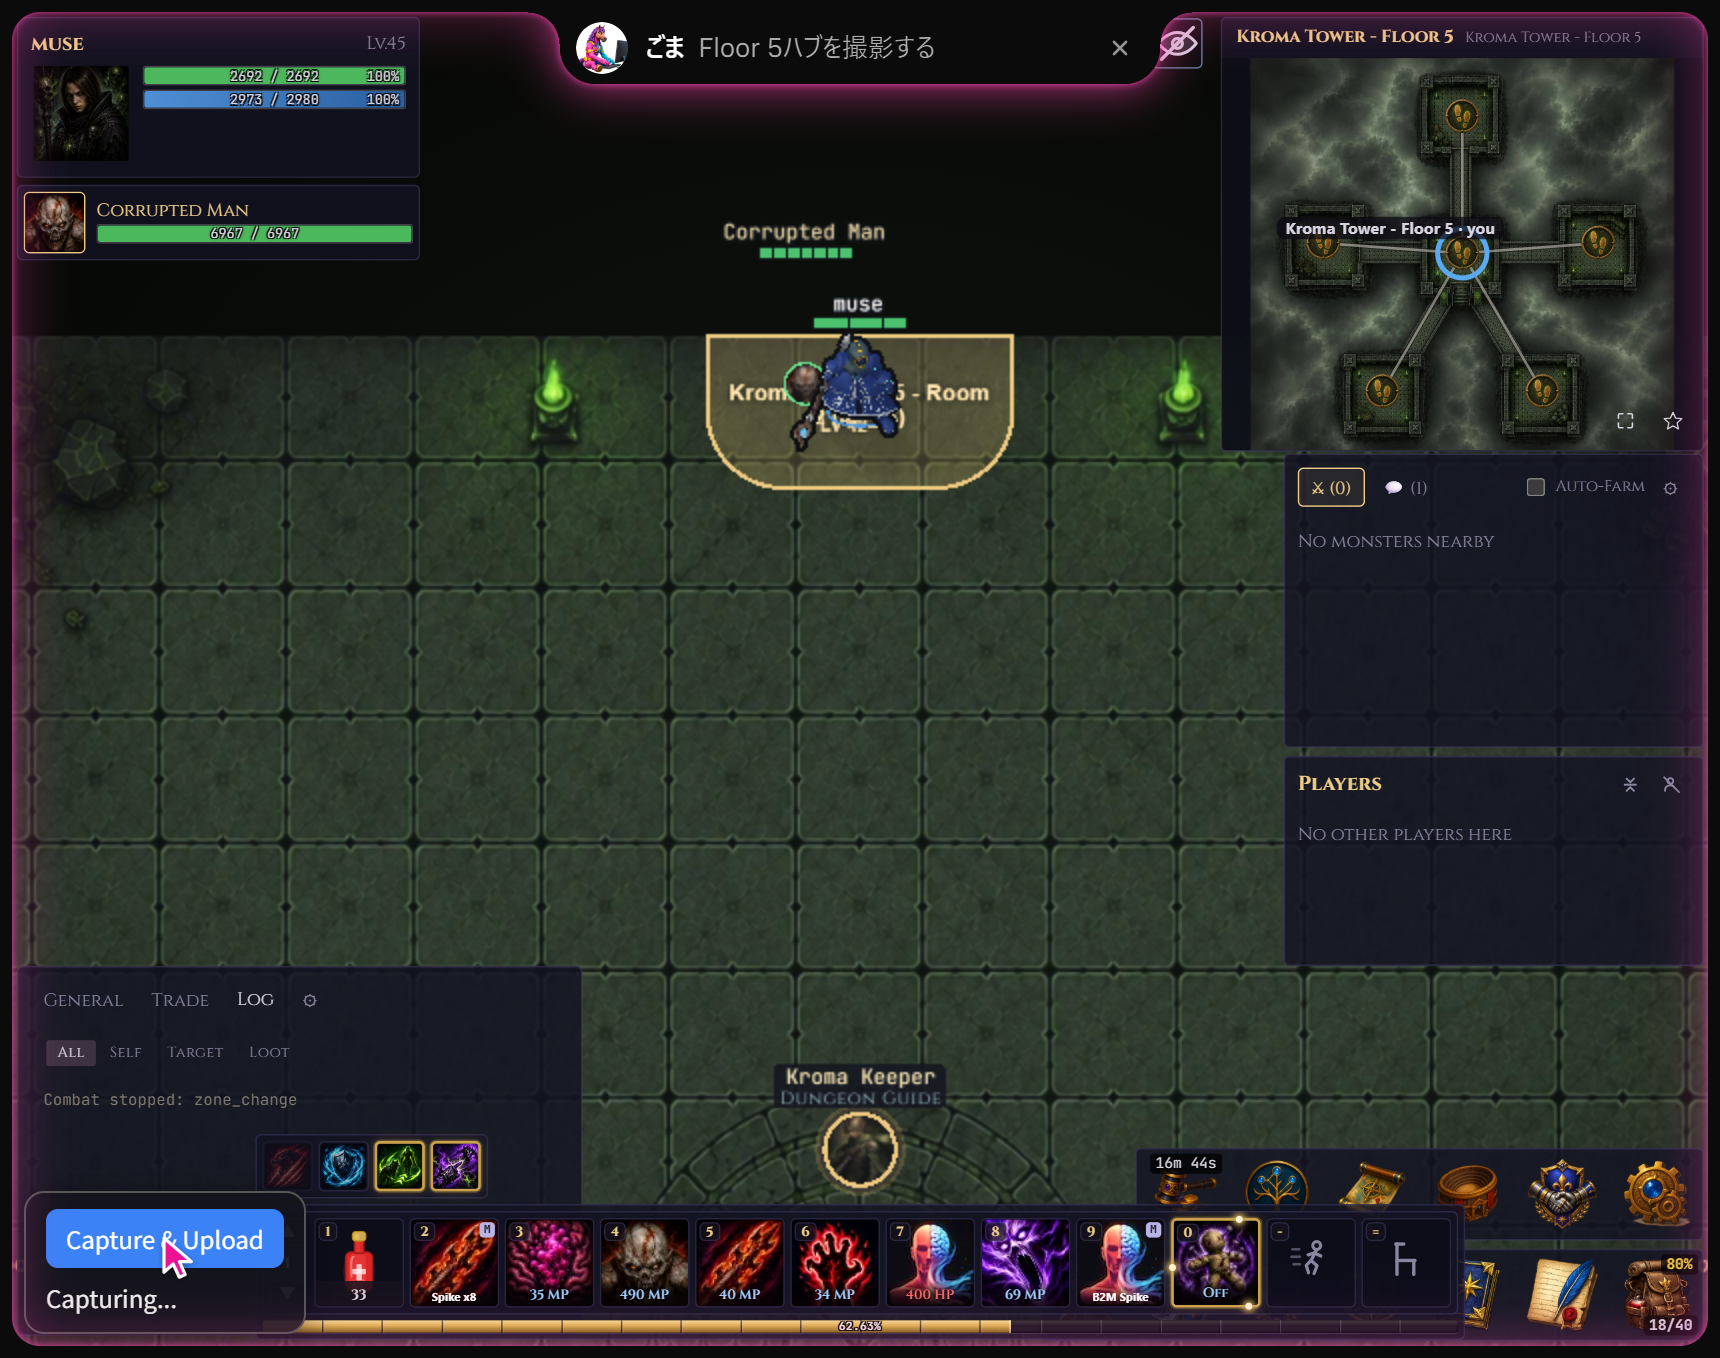 MUSE
Lv.45
2692 / 2692 100%
2973 / 2980 100%
Corrupted Man
6967 / 6967
ごま Floor 5ハブを撮影する
Kroma Tower - Floor 5 Kroma Tower - Floor 5
Kroma Tower - Floor 5 · you
Corrupted Man
muse
5 - Room
(0)
(1)
Auto-Farm
No monsters nearby
Players
No other players here
General Trade Log
All Self Target Loot
Combat stopped: zone_change
Kroma Keeper
Dungeon Guide
16m 44s
Capture & Upload
Capturing...
1
33
2
M
Spike x8
3
35 MP
4
490 MP
5
40 MP
6
34 MP
7
400 HP
8
69 MP
9
M
B2M Spike
0
Off
-
=
80%
18/40
62.63%